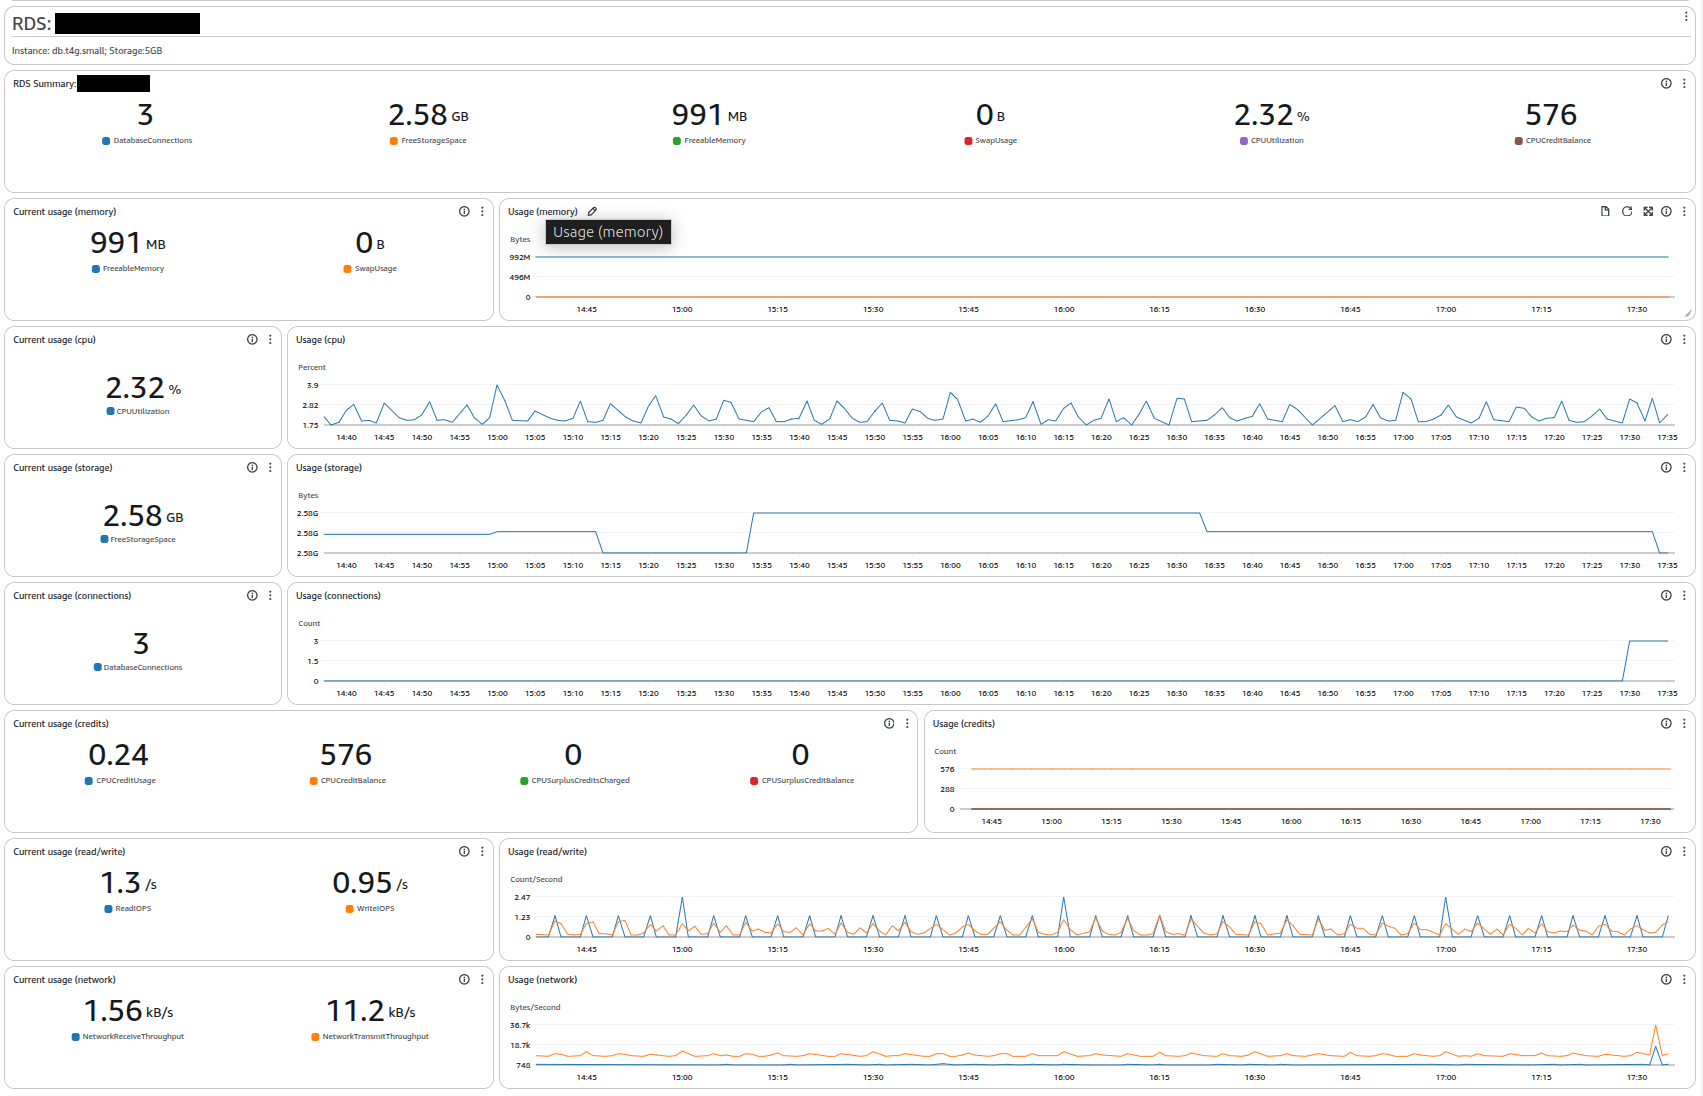 RDS:
Instance: db.t4g.small; Storage:5GB
RDS Summary:
3 2.58 GB 991 MB 0 B 2.32 % 576
DatabaseConnections FreeStorageSpace FreeableMemory SwapUsage CPUUtilization CPUCreditBalance
Current usage (memory)
991 MB 0 B
FreeableMemory SwapUsage
Usage (memory)
Usage (memory)
Bytes
992M
496M
0
14:45 15:00 15:15 15:30 15:45 16:00 16:15 16:30 16:45 17:00 17:15 17:30
Current usage (cpu)
2.32 %
CPUUtilization
Usage (cpu)
Percent
3.9
2.82
1.75
14:40 14:45 14:50 14:55 15:00 15:05 15:10 15:15 15:20 15:25 15:30 15:35 15:40 15:45 15:50 15:55 16:00 16:05 16:10 16:15 16:20 16:25 16:30 16:35 16:40 16:45 16:50 16:55 17:00 17:05 17:10 17:15 17:20 17:25 17:30 17:35
Current usage (storage)
2.58 GB
FreeStorageSpace
Usage (storage)
Bytes
2.58G
2.58G
2.58G
14:40 14:45 14:50 14:55 15:00 15:05 15:10 15:15 15:20 15:25 15:30 15:35 15:40 15:45 15:50 15:55 16:00 16:05 16:10 16:15 16:20 16:25 16:30 16:35 16:40 16:45 16:50 16:55 17:00 17:05 17:10 17:15 17:20 17:25 17:30 17:35
Current usage (connections)
3
DatabaseConnections
Usage (connections)
Count
3
1.5
0
14:40 14:45 14:50 14:55 15:00 15:05 15:10 15:15 15:20 15:25 15:30 15:35 15:40 15:45 15:50 15:55 16:00 16:05 16:10 16:15 16:20 16:25 16:30 16:35 16:40 16:45 16:50 16:55 17:00 17:05 17:10 17:15 17:20 17:25 17:30 17:35
Current usage (credits)
0.24 576 0 0
CPUCreditUsage CPUCreditBalance CPUSurplusCreditsCharged CPUSurplusCreditBalance
Usage (credits)
Count
576
288
0
14:45 15:00 15:15 15:30 15:45 16:00 16:15 16:30 16:45 17:00 17:15 17:30
Current usage (read/write)
1.3 /s 0.95 /s
ReadIOPS WriteIOPS
Usage (read/write)
Count/Second
2.47
1.23
0
14:45 15:00 15:15 15:30 15:45 16:00 16:15 16:30 16:45 17:00 17:15 17:30
Current usage (network)
1.56 kB/s 11.2 kB/s
NetworkReceiveThroughput NetworkTransmitThroughput
Usage (network)
Bytes/Second
36.7k
18.7k
748
14:45 15:00 15:15 15:30 15:45 16:00 16:15 16:30 16:45 17:00 17:15 17:30